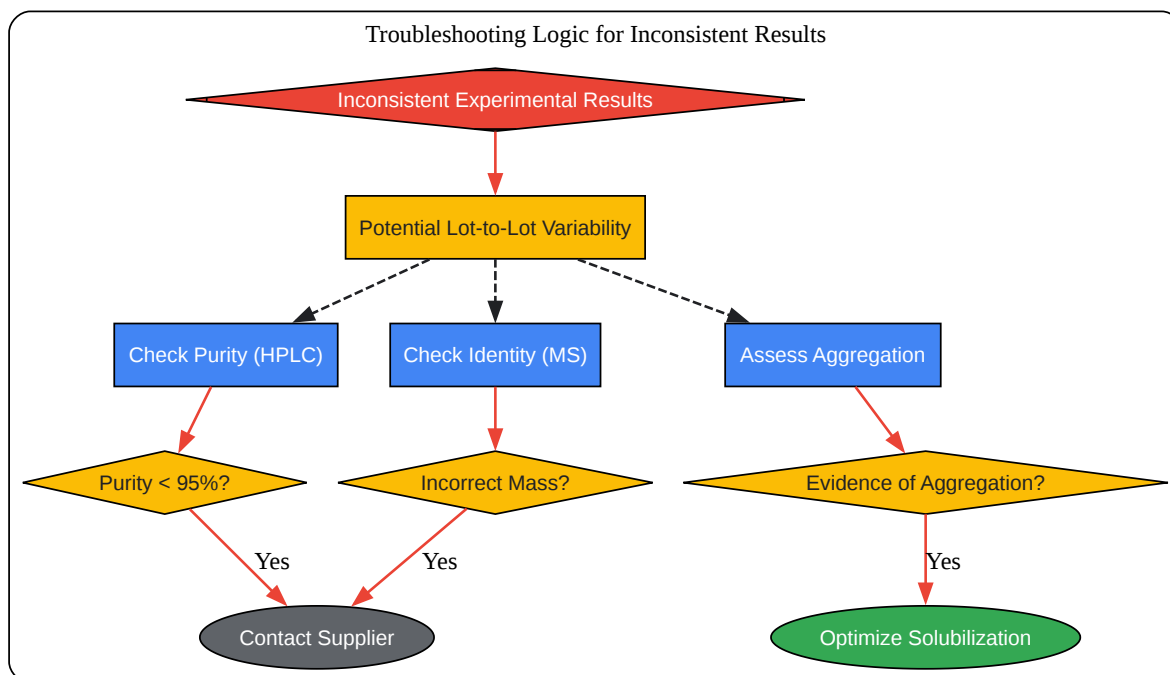 Troubleshooting Logic for Inconsistent Results
Inconsistent Experimental Results
Potential Lot-to-Lot Variability
Check Purity (HPLC)
Check Identity (MS)
Assess Aggregation
Purity < 95%?
Incorrect Mass?
Evidence of Aggregation?
Yes
Yes
Yes
Contact Supplier
Optimize Solubilization